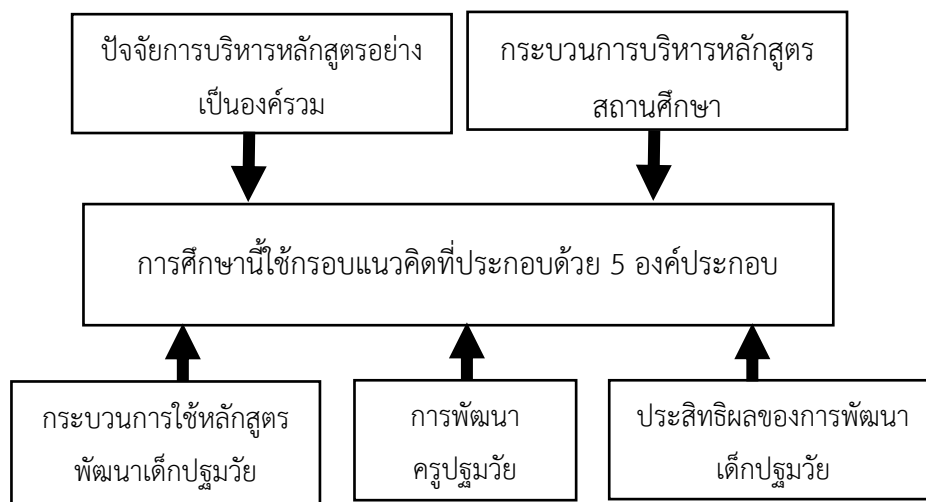 ปัจจัยการบริหารหลักสูตรอย่าง
เป็นองค์รวม
กระบวนการบริหารหลักสูตร
สถานศึกษา
การศึกษานี้ใช้กรอบแนวคิดที่ประกอบด้วย 5 องค์ประกอบ
กระบวนการใช้หลักสูตร
พัฒนาเด็กปฐมวัย
การพัฒนา
ครูปฐมวัย
ประสิทธิผลของการพัฒนา
เด็กปฐมวัย